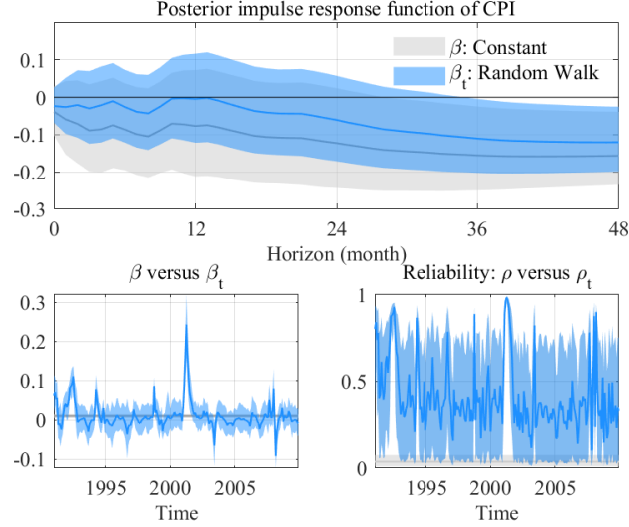 Posterior impulse response function of CPI
0.1
0
-0.1
-0.2
-0.3
β: Constant
βt: Random Walk
0 12 24 36 48
Horizon (month)
β versus βt
0.3
0.2
0.1
0
-0.1
1995 2000 2005
Time
Reliability: ρ versus ρt
1
0.5
0
1995 2000 2005
Time